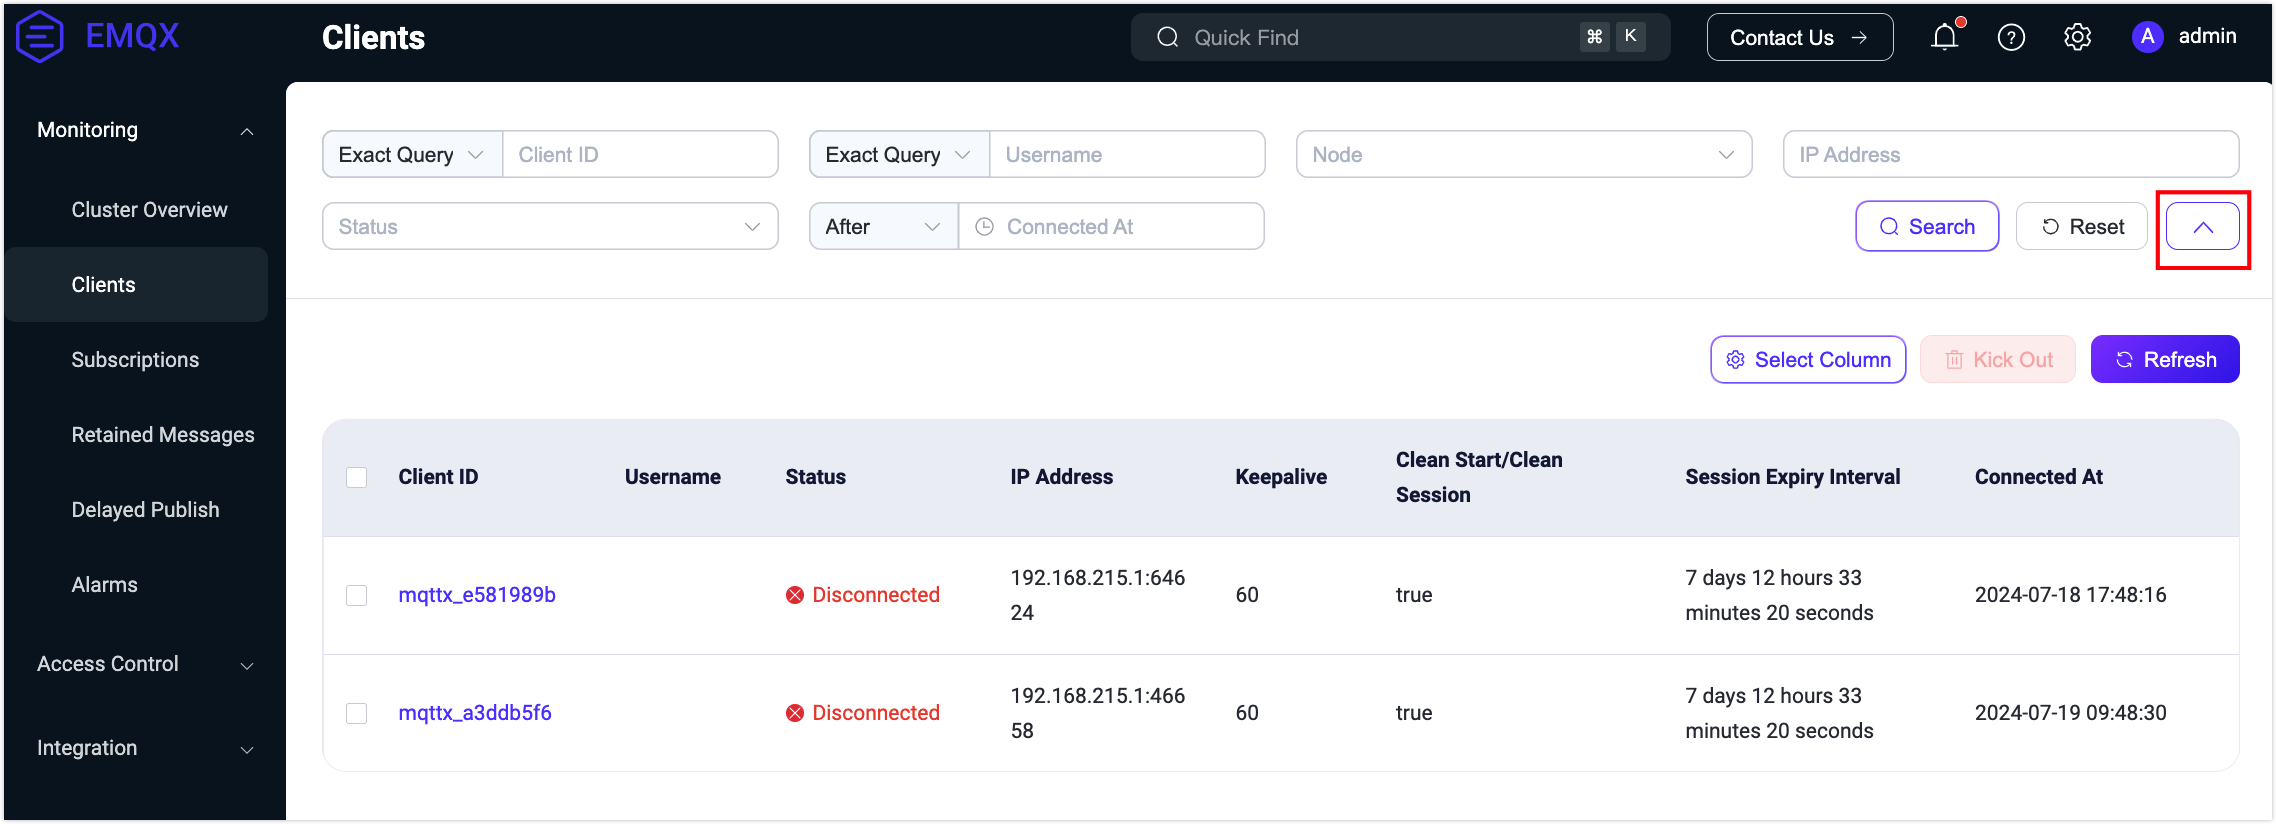 EMQX
Clients
Quick Find
⌘ K
Contact Us →
A admin
Monitoring
Cluster Overview
Clients
Subscriptions
Retained Messages
Delayed Publish
Alarms
Access Control
Integration
Exact Query Client ID
Exact Query Username
Node
IP Address
Status
After Connected At
Search
Reset
Select Column
Kick Out
Refresh
Client ID Username Status IP Address Keepalive Clean Start/Clean Session Session Expiry Interval Connected At
mqttx_e581989b Disconnected 192.168.215.1:646 60 true 7 days 12 hours 33 2024-07-18 17:48:16
24 minutes 20 seconds
mqttx_a3ddb5f6 Disconnected 192.168.215.1:466 60 true 7 days 12 hours 33 2024-07-19 09:48:30
58 minutes 20 seconds